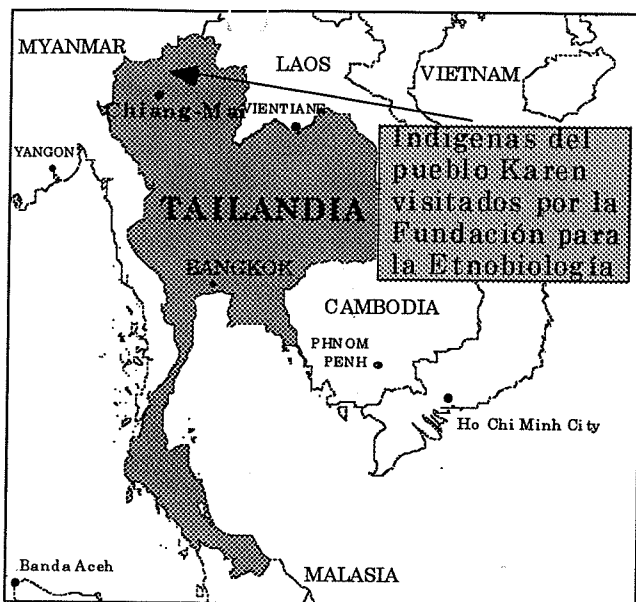 MYANMAR
LAOS
VIETNAM
Chiang-Mai
VIENTIANE
Indígenas del
pueblo Karen
visitados por la
Fundación para
la Etnobiología
YANGON
TAILANDIA
BANGKOK
CAMBODIA
PHNOM
PENH
Ho Chi Minh City
Banda Aceh
MALASIA